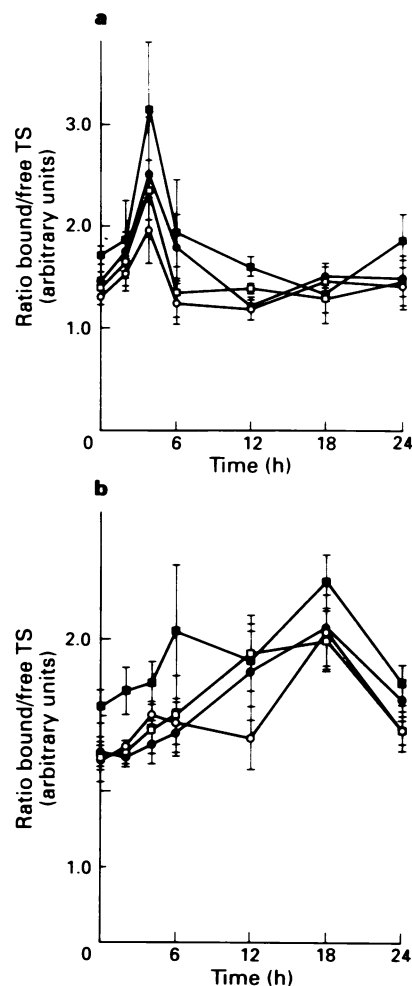 a
Ratio bound/free TS
(arbitrary units)
3.0
2.0
1.0
0
6
12
18
24
Time (h)
b
Ratio bound/free TS
(arbitrary units)
2.0
1.0
0
6
12
18
24
Time (h)